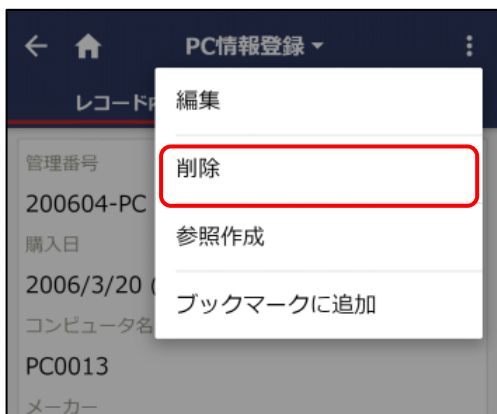 PC情報登録
レコード
編集
管理番号
削除
200604-PC
購入日
参照作成
2006/3/20 (
ブックマークに追加
コンピュータ名
PC0013
メーカー